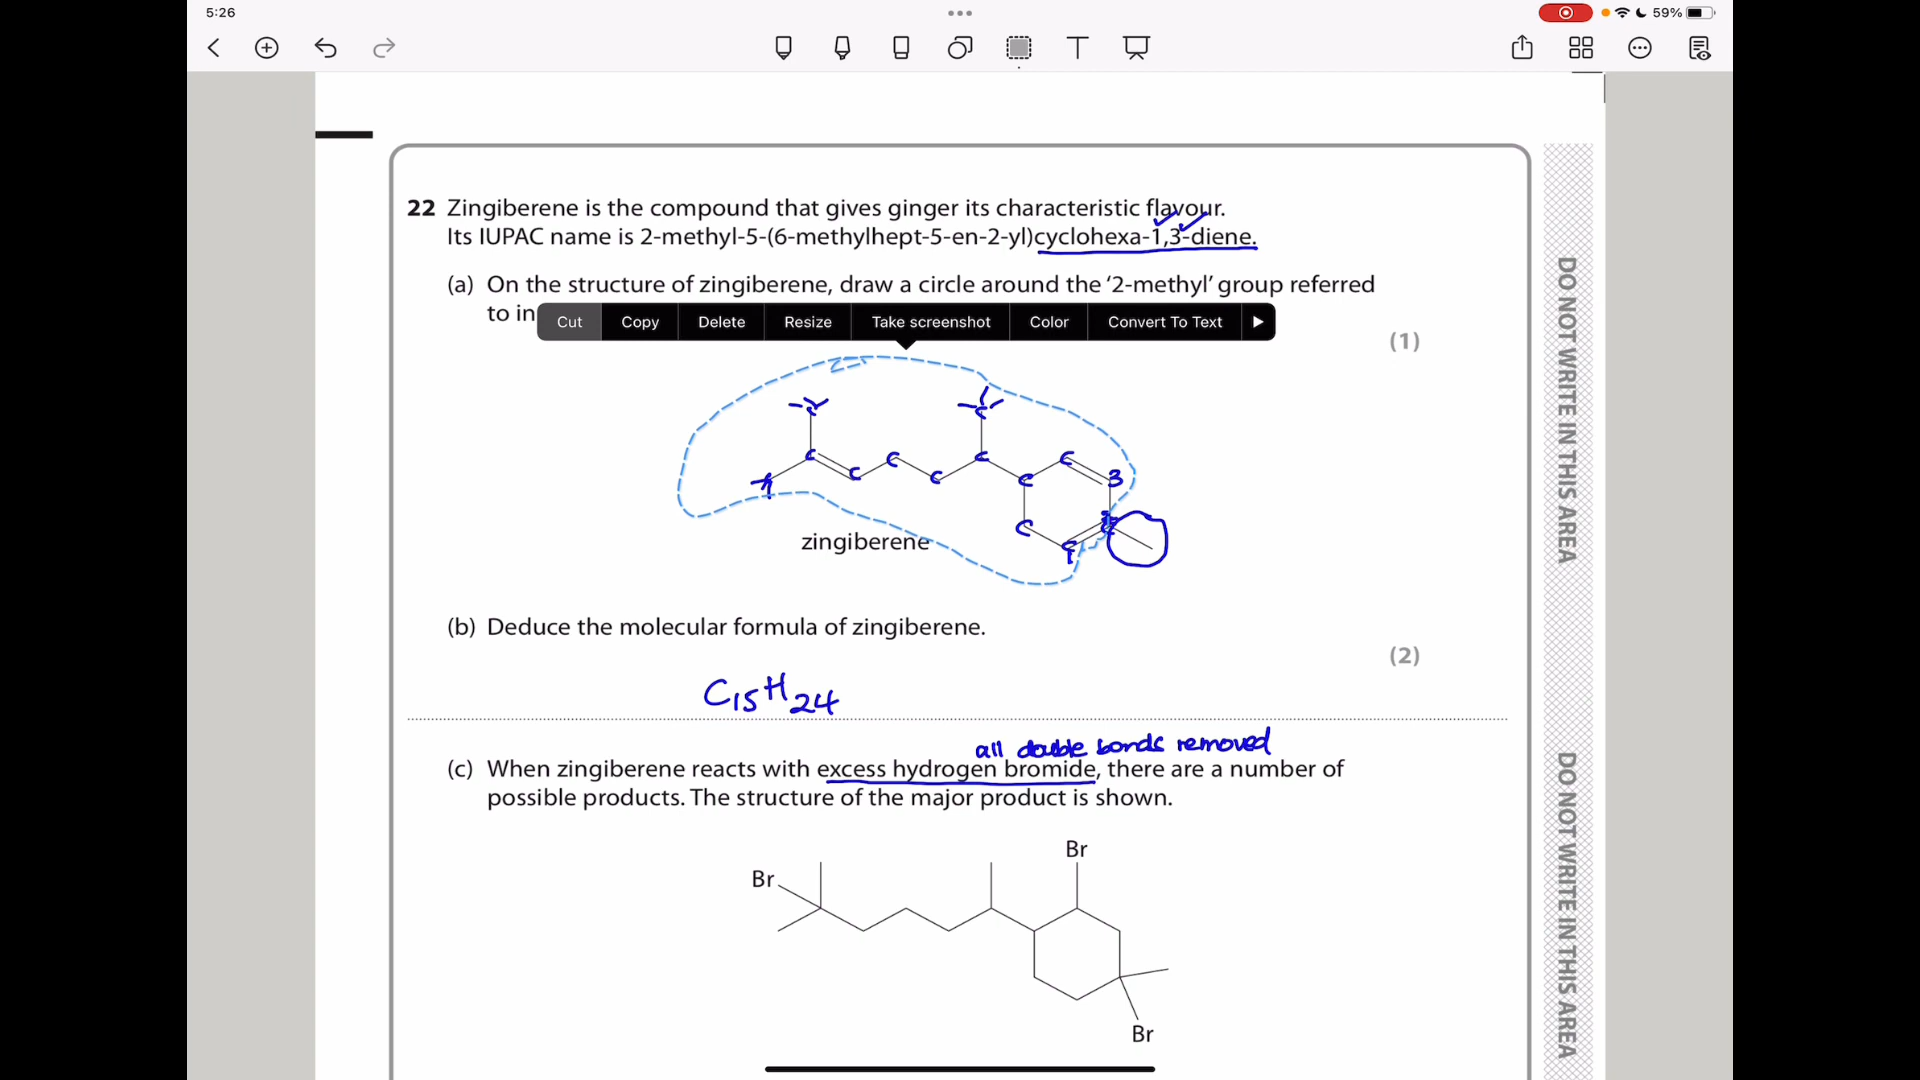 5:26
59%
22 Zingiberene is the compound that gives ginger its characteristic flavour.
Its IUPAC name is 2-methyl-5-(6-methylhept-5-en-2-yl)cyclohexa-1,3-diene.
(a) On the structure of zingiberene, draw a circle around the ‘2-methyl’ group referred
to in
Cut Copy Delete Resize Take screenshot Color Convert To Text
(1)
C C
C C C C C C
C 3
C C
zingiberene
(b) Deduce the molecular formula of zingiberene.
(2)
C15H24
all double bonds removed
(c) When zingiberene reacts with excess hydrogen bromide, there are a number of
possible products. The structure of the major product is shown.
Br
Br
Br
DO NOT WRITE IN THIS AREA
DO NOT WRITE IN THIS AREA